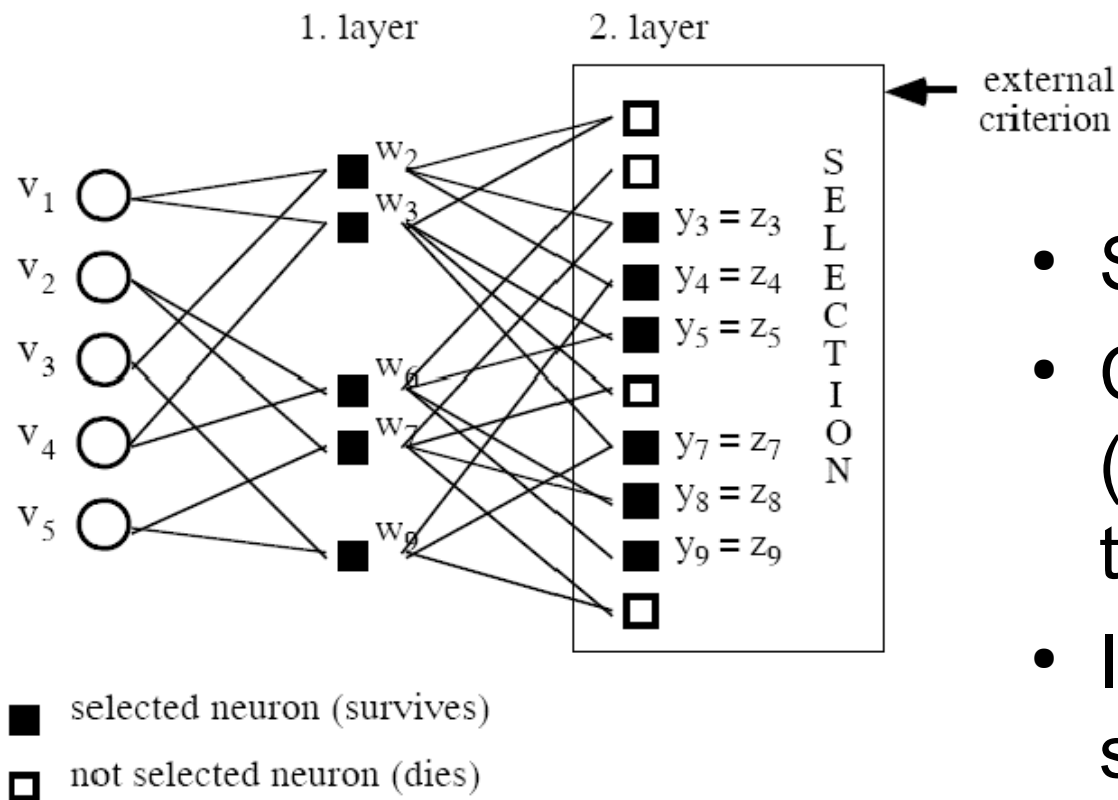 1. layer
2. layer
external
criterion
v₁
v₂
v₃
v₄
v₅
w₂
w₃
w₆
w₇
w₉
y₃ = z₃
y₄ = z₄
y₅ = z₅
y₇ = z₇
y₈ = z₈
y₉ = z₉
SELECTION
selected neuron (survives)
not selected neuron (dies)
•
•
(
t
•
s